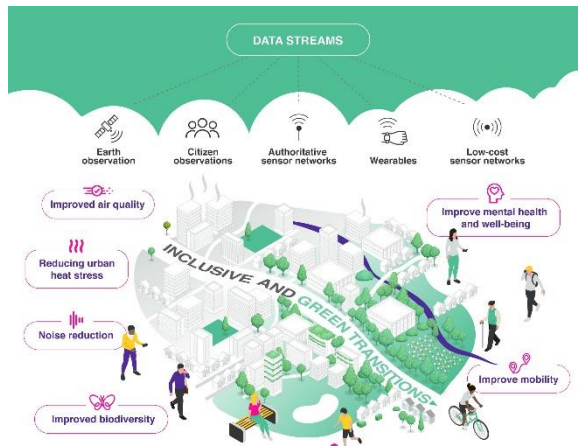 DATA STREAMS
Earth
observation
Citizen
observations
Authoritative
sensor networks
Wearables
Low-cost
sensor networks
Improved air quality
Improve mental health
and well-being
Reducing urban
heat stress
INCLUSIVE AND GREEN TRANSITIONS
Noise reduction
Improve mobility
Improved biodiversity